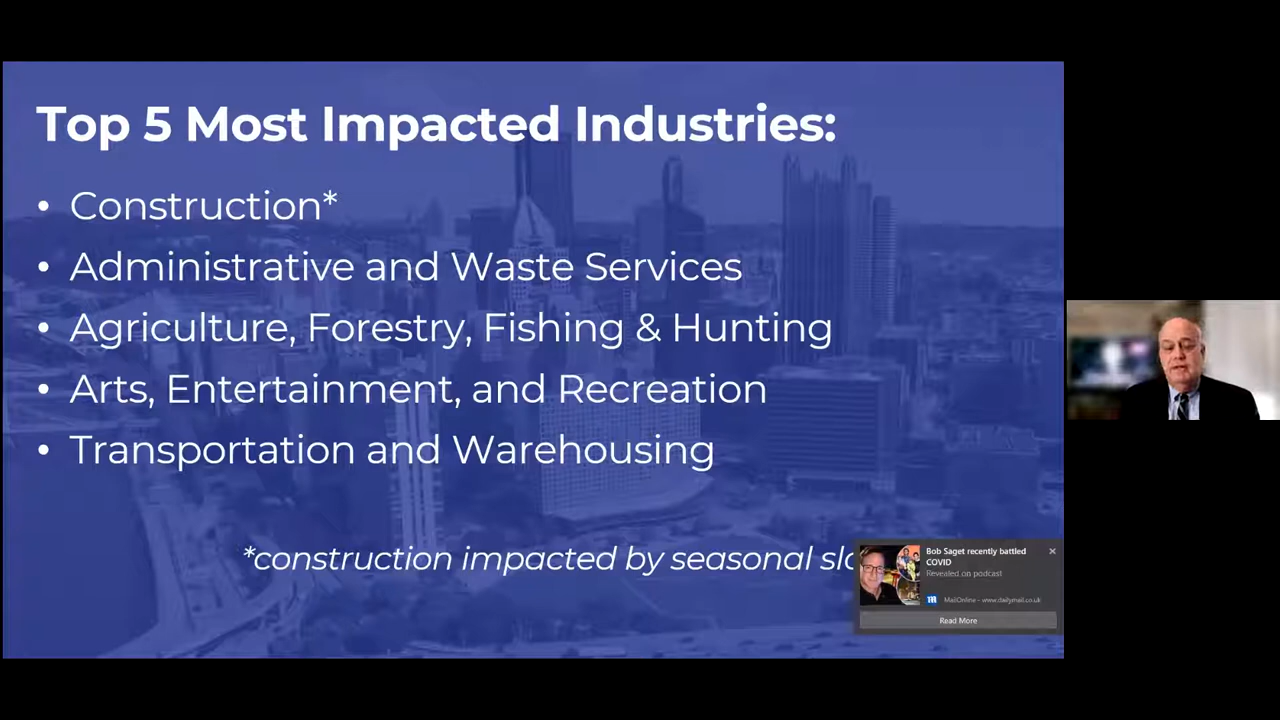 Top 5 Most Impacted Industries:
• Construction*
• Administrative and Waste Services
• Agriculture, Forestry, Fishing & Hunting
• Arts, Entertainment, and Recreation
• Transportation and Warehousing
*construction impacted by seasonal slo
Bob Saget recently battled
COVID
Revealed on podcast
MailOnline - www.dailymail.co.uk
Read More